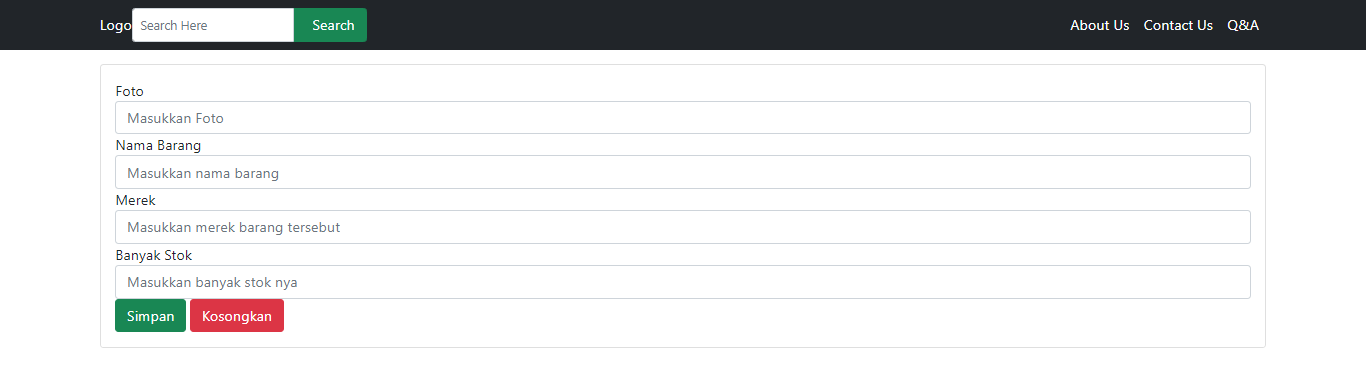 Logo Search Here Search About Us Contact Us Q&A
Foto
Masukkan Foto
Nama Barang
Masukkan nama barang
Merek
Masukkan merek barang tersebut
Banyak Stok
Masukkan banyak stok nya
Simpan Kosongkan